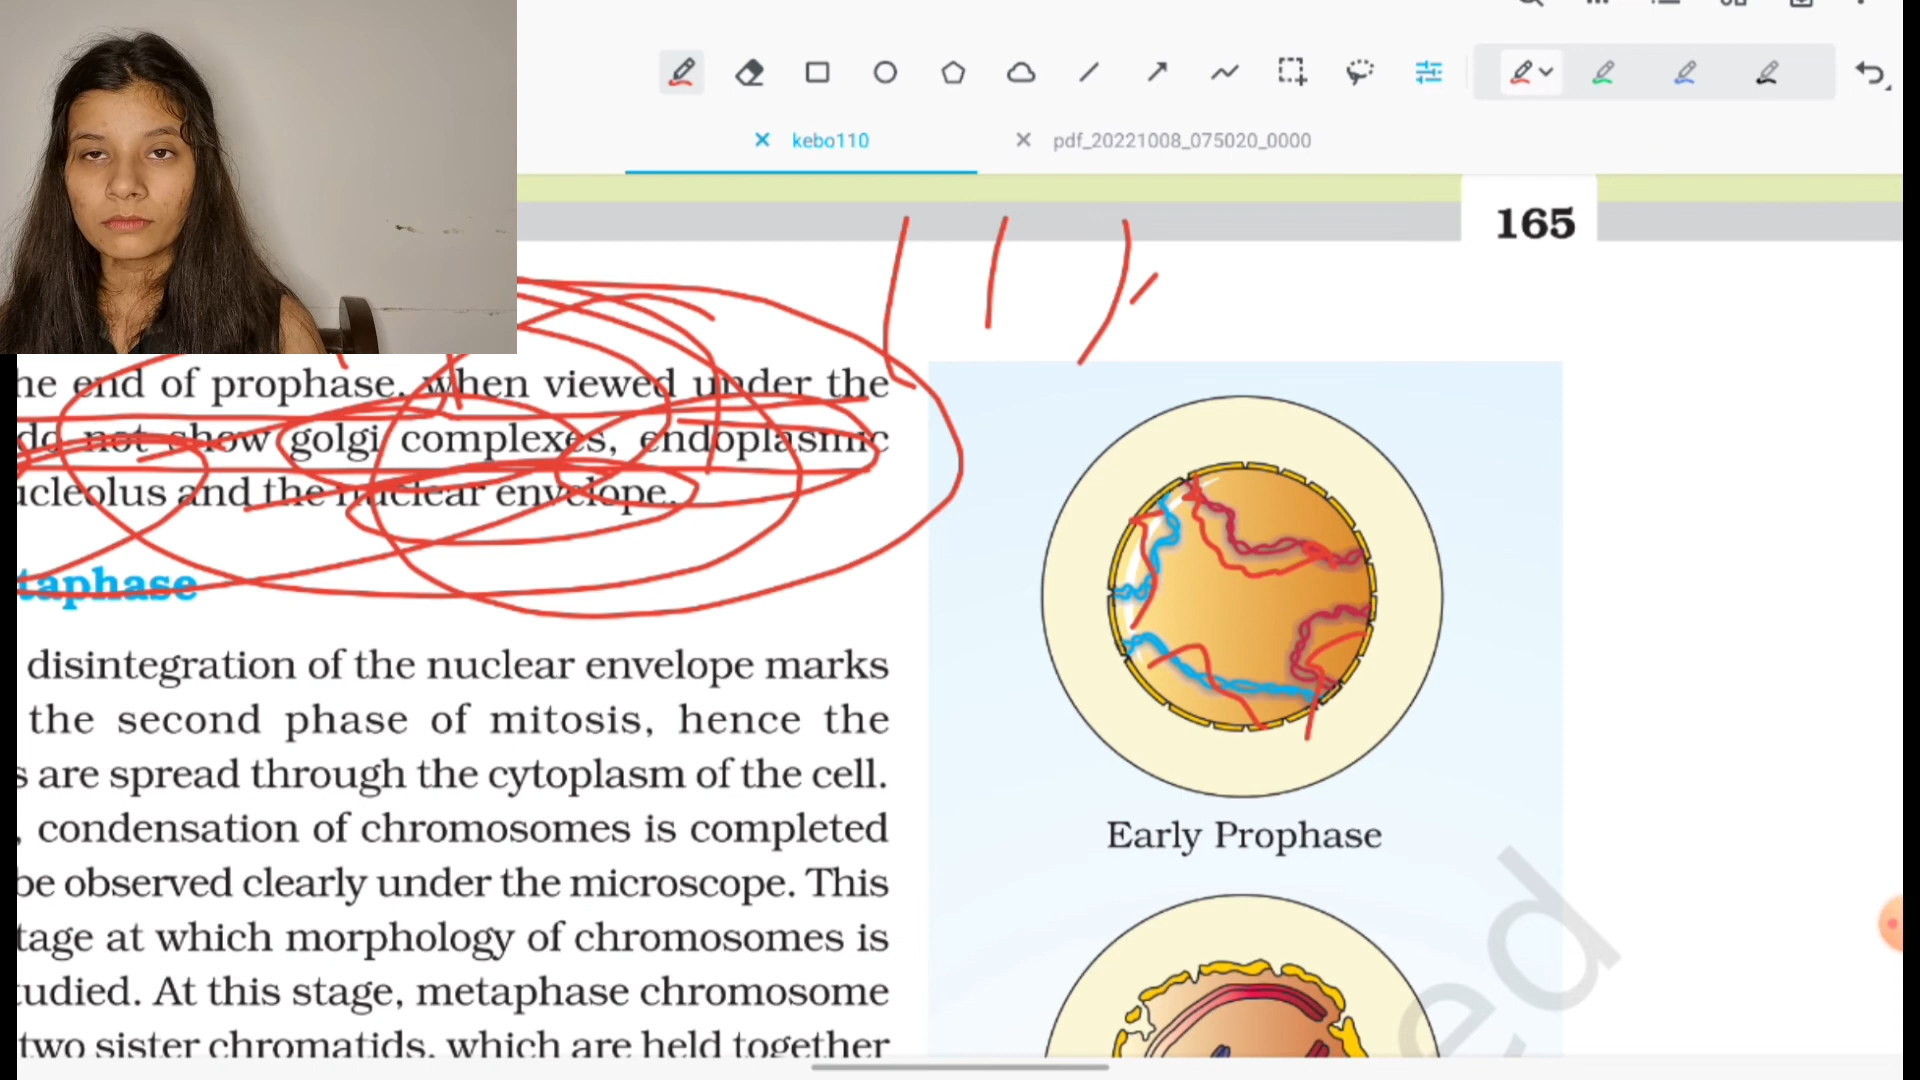 kebo110
pdf_20221008_075020_0000
165
he end of prophase, when viewed under the
do not show golgi complexes, endoplasmic
ucleolus and the nuclear envelope.
taphase
disintegration of the nuclear envelope marks
the second phase of mitosis, hence the
s are spread through the cytoplasm of the cell.
, condensation of chromosomes is completed
be observed clearly under the microscope. This
tage at which morphology of chromosomes is
tudied. At this stage, metaphase chromosome
two sister chromatids, which are held together
Early Prophase
ed